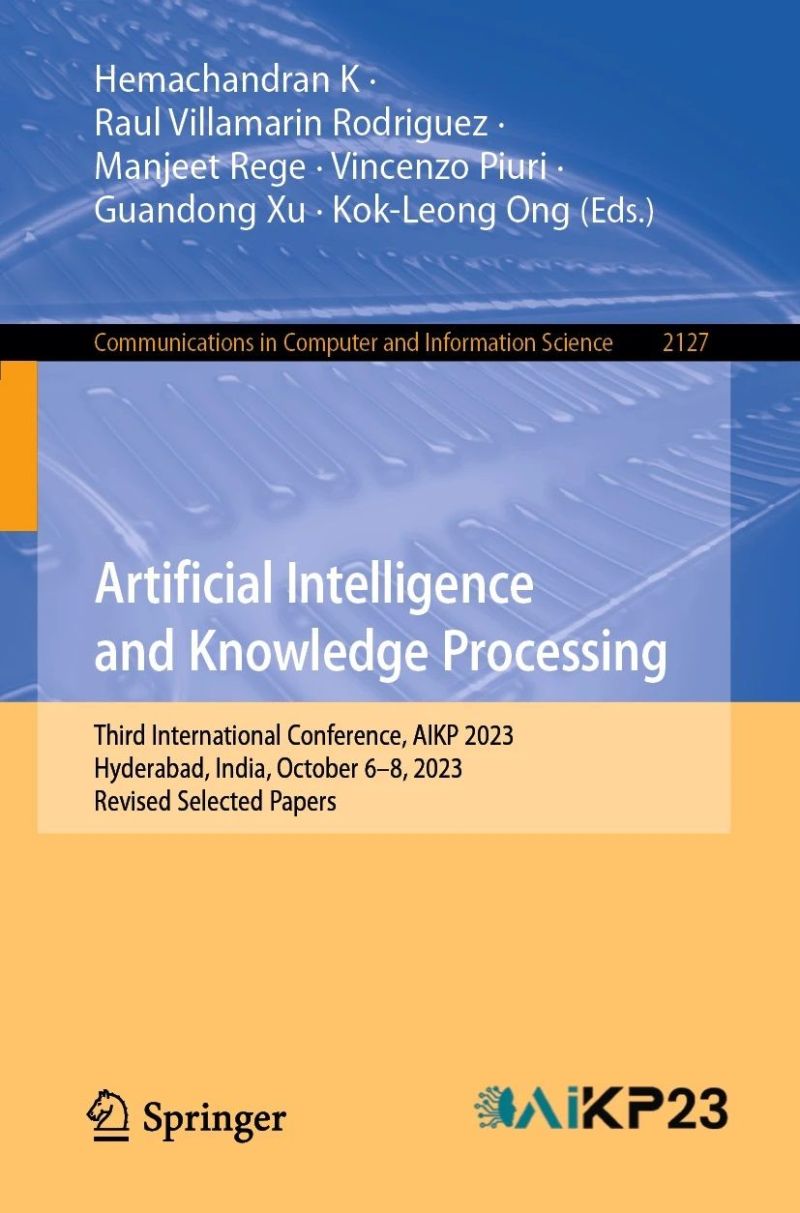 Hemachandran K ·
Raul Villamarin Rodriguez ·
Manjeet Rege · Vincenzo Piuri ·
Guandong Xu · Kok-Leong Ong (Eds.)
Communications in Computer and Information Science 2127
Artificial Intelligence
and Knowledge Processing
Third International Conference, AIKP 2023
Hyderabad, India, October 6–8, 2023
Revised Selected Papers
Springer
AiKP23